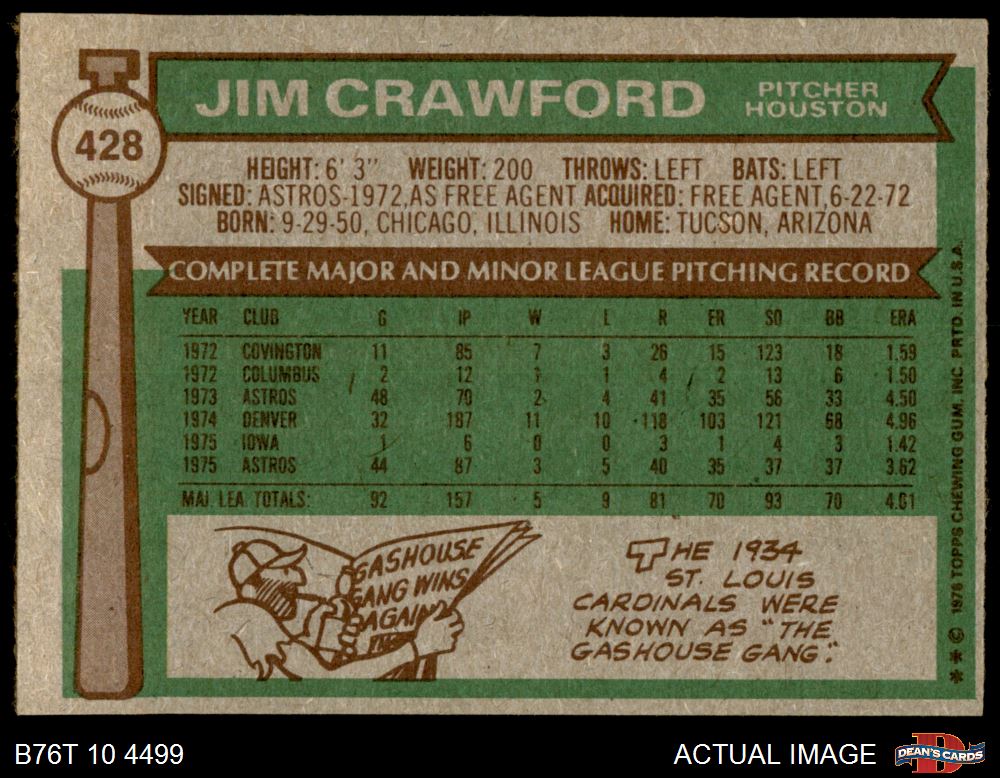 JIM CRAWFORD
PITCHER
HOUSTON
428
HEIGHT: 6' 3" WEIGHT: 200 THROWS: LEFT BATS: LEFT
SIGNED: ASTROS-1972, AS FREE AGENT ACQUIRED: FREE AGENT, 6-22-72
BORN: 9-29-50, CHICAGO, ILLINOIS HOME: TUCSON, ARIZONA
COMPLETE MAJOR AND MINOR LEAGUE PITCHING RECORD
YEAR CLUB G IP W L R ER SO BB ERA
1972 COVINGTON 11 85 7 3 26 15 123 18 1.59
1972 COLUMBUS 2 12 1 1 4 2 13 6 1.50
1973 ASTROS 48 70 2 4 41 35 56 33 4.50
1974 DENVER 32 187 11 10 118 103 121 68 4.96
1975 IOWA 1 6 0 0 3 1 4 3 1.42
1975 ASTROS 44 87 3 5 40 35 37 37 3.62
MAJ. LEA. TOTALS: 92 157 5 9 81 70 93 70 4.01
GASHOUSE
GANG WINS
AGAIN
THE 1934
ST. LOUIS
CARDINALS WERE
KNOWN AS "THE
GASHOUSE GANG."
** © 1976 TOPPS CHEWING GUM, INC. PRTD. IN U.S.A.
B76T 10 4499
ACTUAL IMAGE
D
DEAN'S CARDS